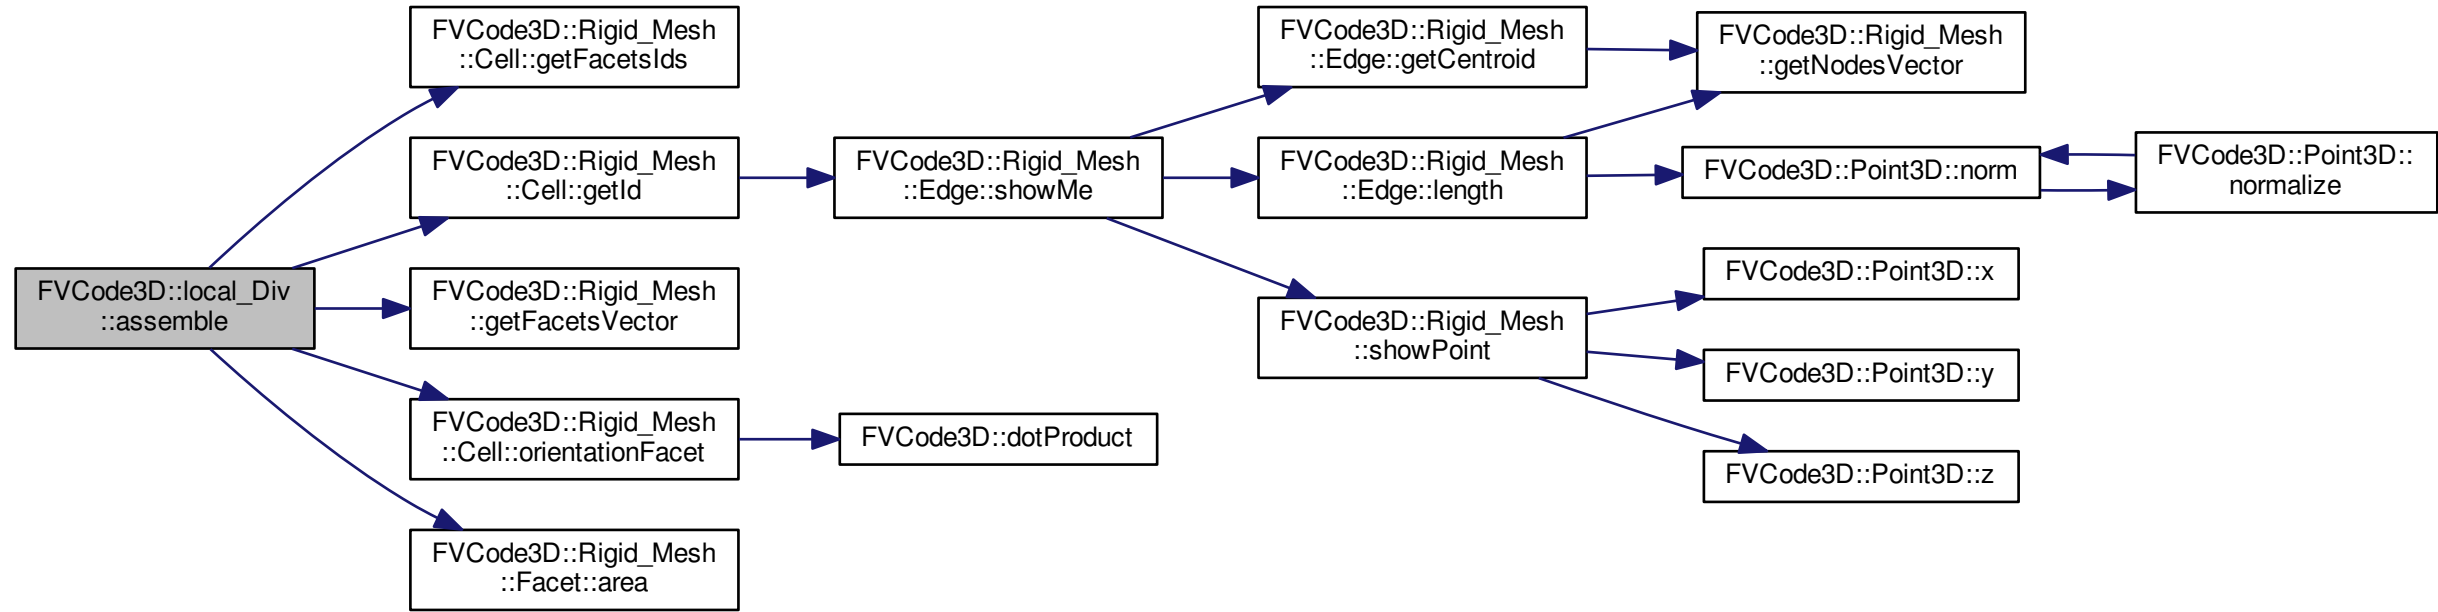 FVCode3D::local_Div
::assemble
FVCode3D::Rigid_Mesh
::Cell::getFacetsIds
FVCode3D::Rigid_Mesh
::Cell::getId
FVCode3D::Rigid_Mesh
::getFacetsVector
FVCode3D::Rigid_Mesh
::Cell::orientationFacet
FVCode3D::Rigid_Mesh
::Facet::area
FVCode3D::Rigid_Mesh
::Edge::showMe
FVCode3D::dotProduct
FVCode3D::Rigid_Mesh
::Edge::getCentroid
FVCode3D::Rigid_Mesh
::Edge::length
FVCode3D::Rigid_Mesh
::showPoint
FVCode3D::Rigid_Mesh
::getNodesVector
FVCode3D::Point3D::norm
FVCode3D::Point3D::x
FVCode3D::Point3D::y
FVCode3D::Point3D::z
FVCode3D::Point3D::
normalize